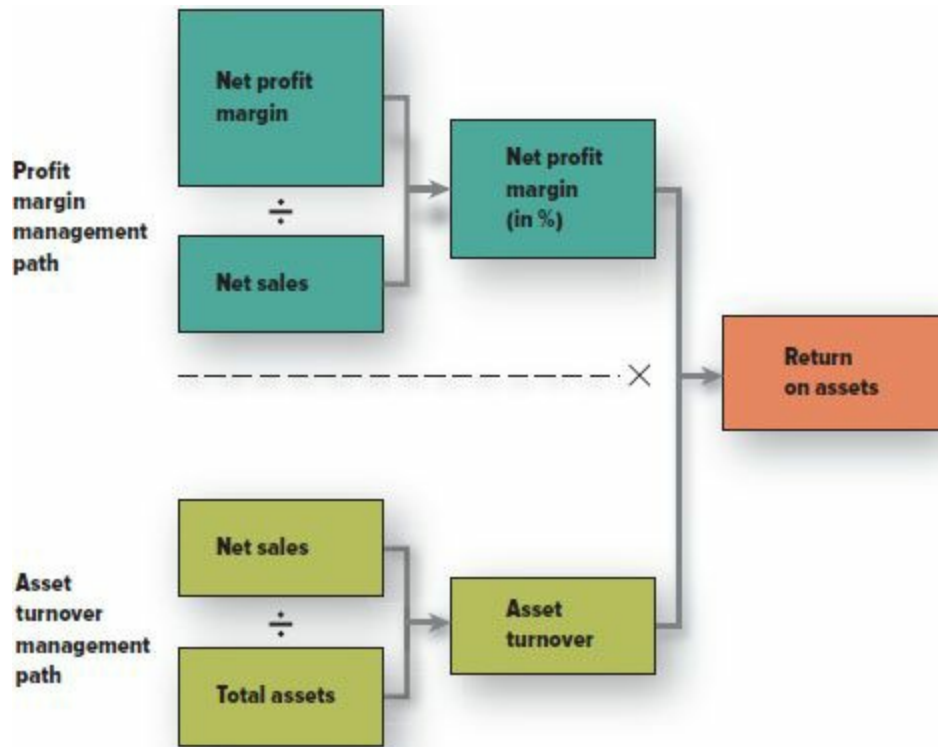 Profit
margin
management
path
Net profit
margin
÷
Net sales
Net profit
margin
(in %)
×
Return
on assets
Asset
turnover
management
path
Net sales
÷
Total assets
Asset
turnover